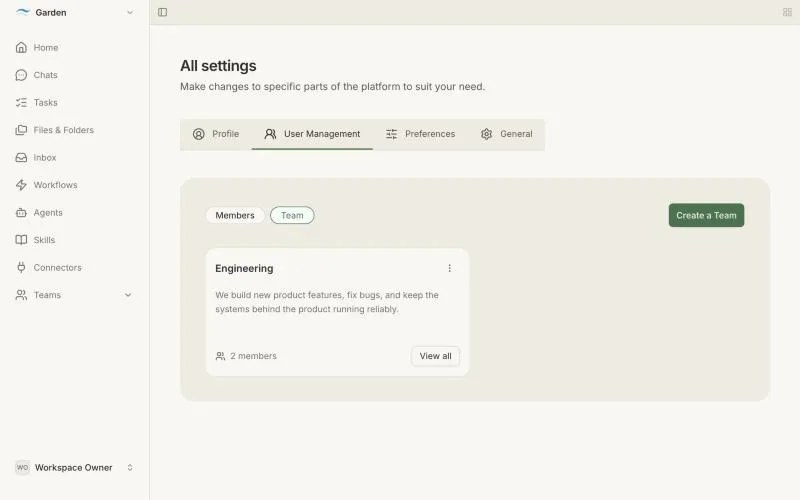 Garden
Home
Chats
Tasks
Files & Folders
Inbox
Workflows
Agents
Skills
Connectors
Teams
WO
Workspace Owner
All settings
Make changes to specific parts of the platform to suit your need.
Profile
User Management
Preferences
General
Members
Team
Create a Team
Engineering
We build new product features, fix bugs, and keep the
systems behind the product running reliably.
2 members
View all